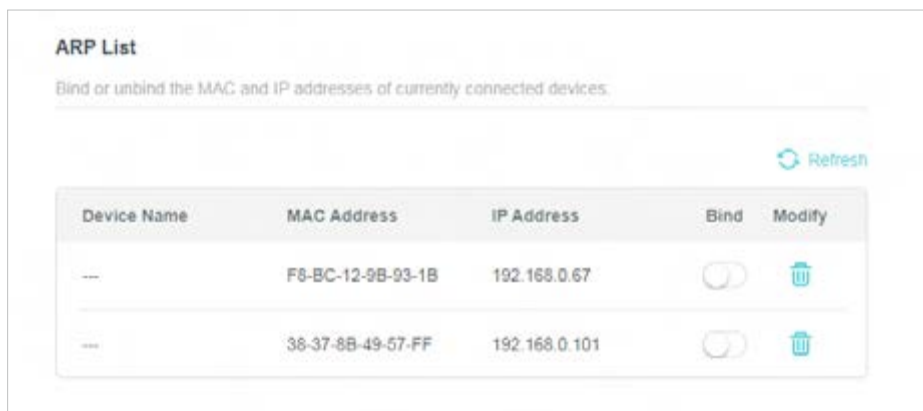 ARP List
Bind or unbind the MAC and IP addresses of currently connected devices.
Refresh
Device Name MAC Address IP Address Bind Modify
--- F8-BC-12-9B-93-1B 192.168.0.67
--- 38-37-8B-49-57-FF 192.168.0.101